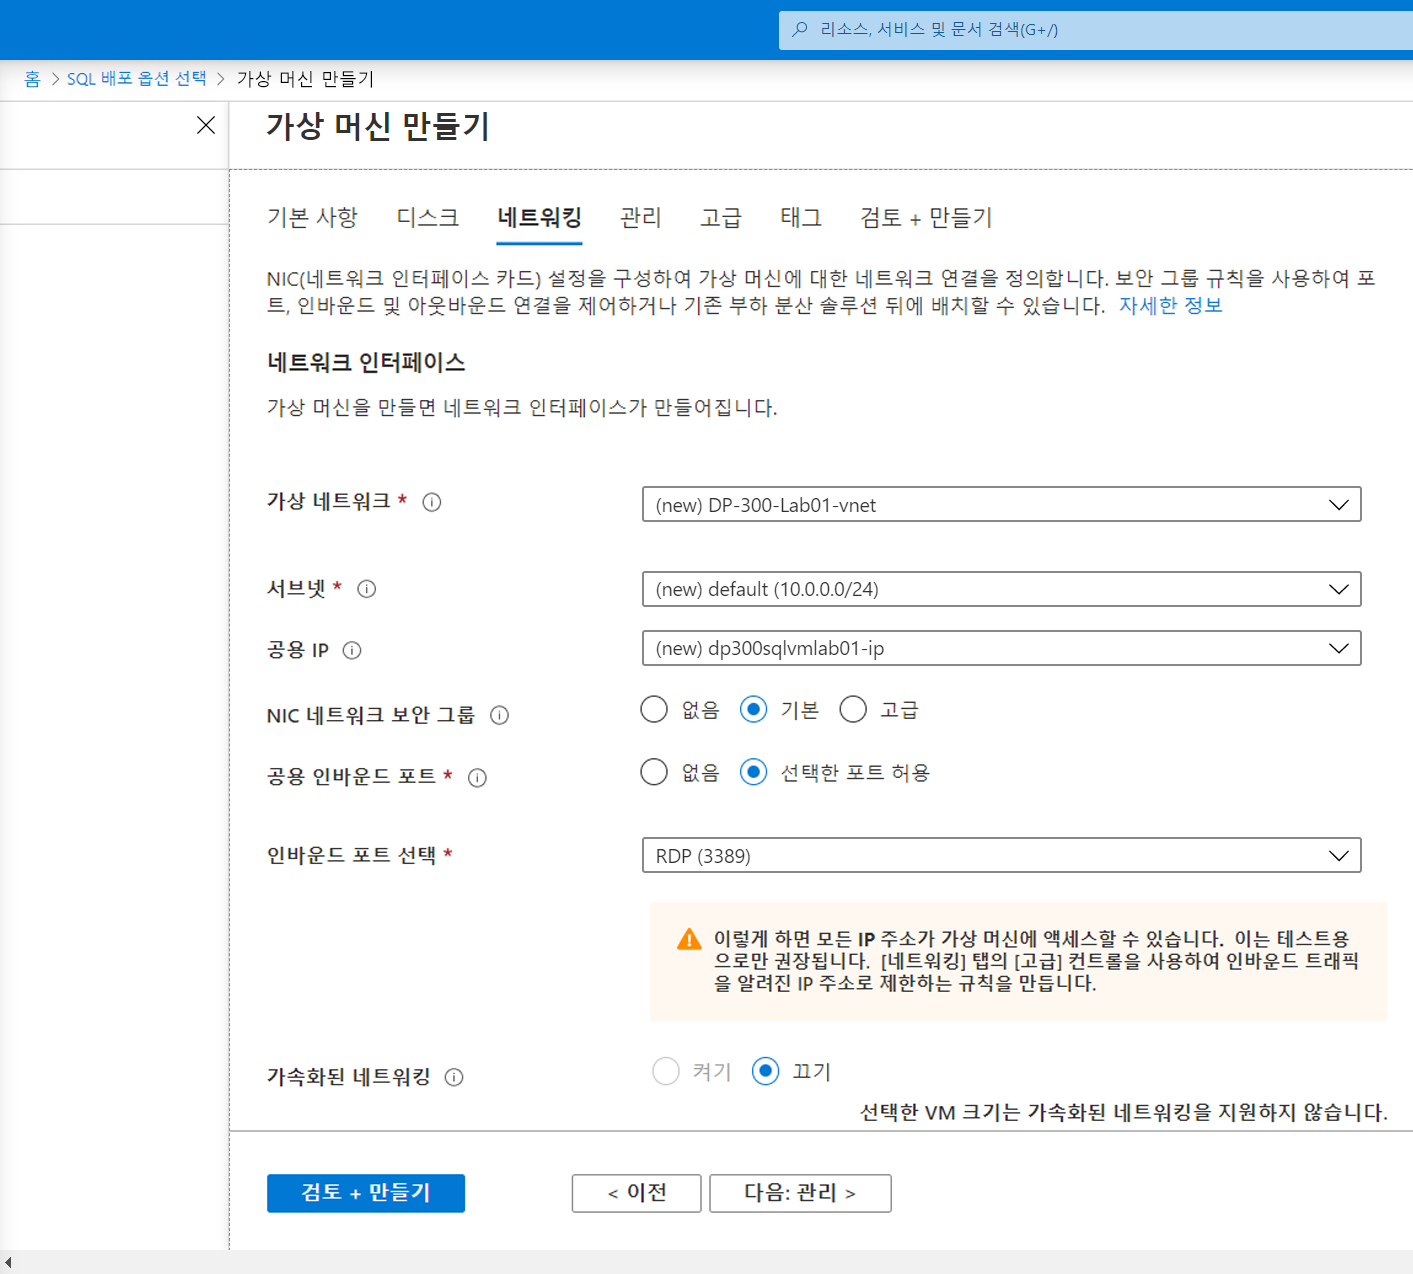 리소스, 서비스 및 문서 검색(G+/)
홈 > SQL 배포 옵션 선택 > 가상 머신 만들기
가상 머신 만들기
기본 사항 디스크 네트워킹 관리 고급 태그 검토 + 만들기
NIC(네트워크 인터페이스 카드) 설정을 구성하여 가상 머신에 대한 네트워크 연결을 정의합니다. 보안 그룹 규칙을 사용하여 포
트, 인바운드 및 아웃바운드 연결을 제어하거나 기존 부하 분산 솔루션 뒤에 배치할 수 있습니다. 자세한 정보
네트워크 인터페이스
가상 머신을 만들면 네트워크 인터페이스가 만들어집니다.
가상 네트워크 * (new) DP-300-Lab01-vnet
서브넷 * (new) default (10.0.0.0/24)
공용 IP (new) dp300sqlvmlab01-ip
NIC 네트워크 보안 그룹 없음 기본 고급
공용 인바운드 포트 * 없음 선택한 포트 허용
인바운드 포트 선택 * RDP (3389)
이렇게 하면 모든 IP 주소가 가상 머신에 액세스할 수 있습니다. 이는 테스트용
으로만 권장됩니다. [네트워킹] 탭의 [고급] 컨트롤을 사용하여 인바운드 트래픽
을 알려진 IP 주소로 제한하는 규칙을 만듭니다.
가속화된 네트워킹 켜기 끄기
선택한 VM 크기는 가속화된 네트워킹을 지원하지 않습니다.
검토 + 만들기 < 이전 다음: 관리 >